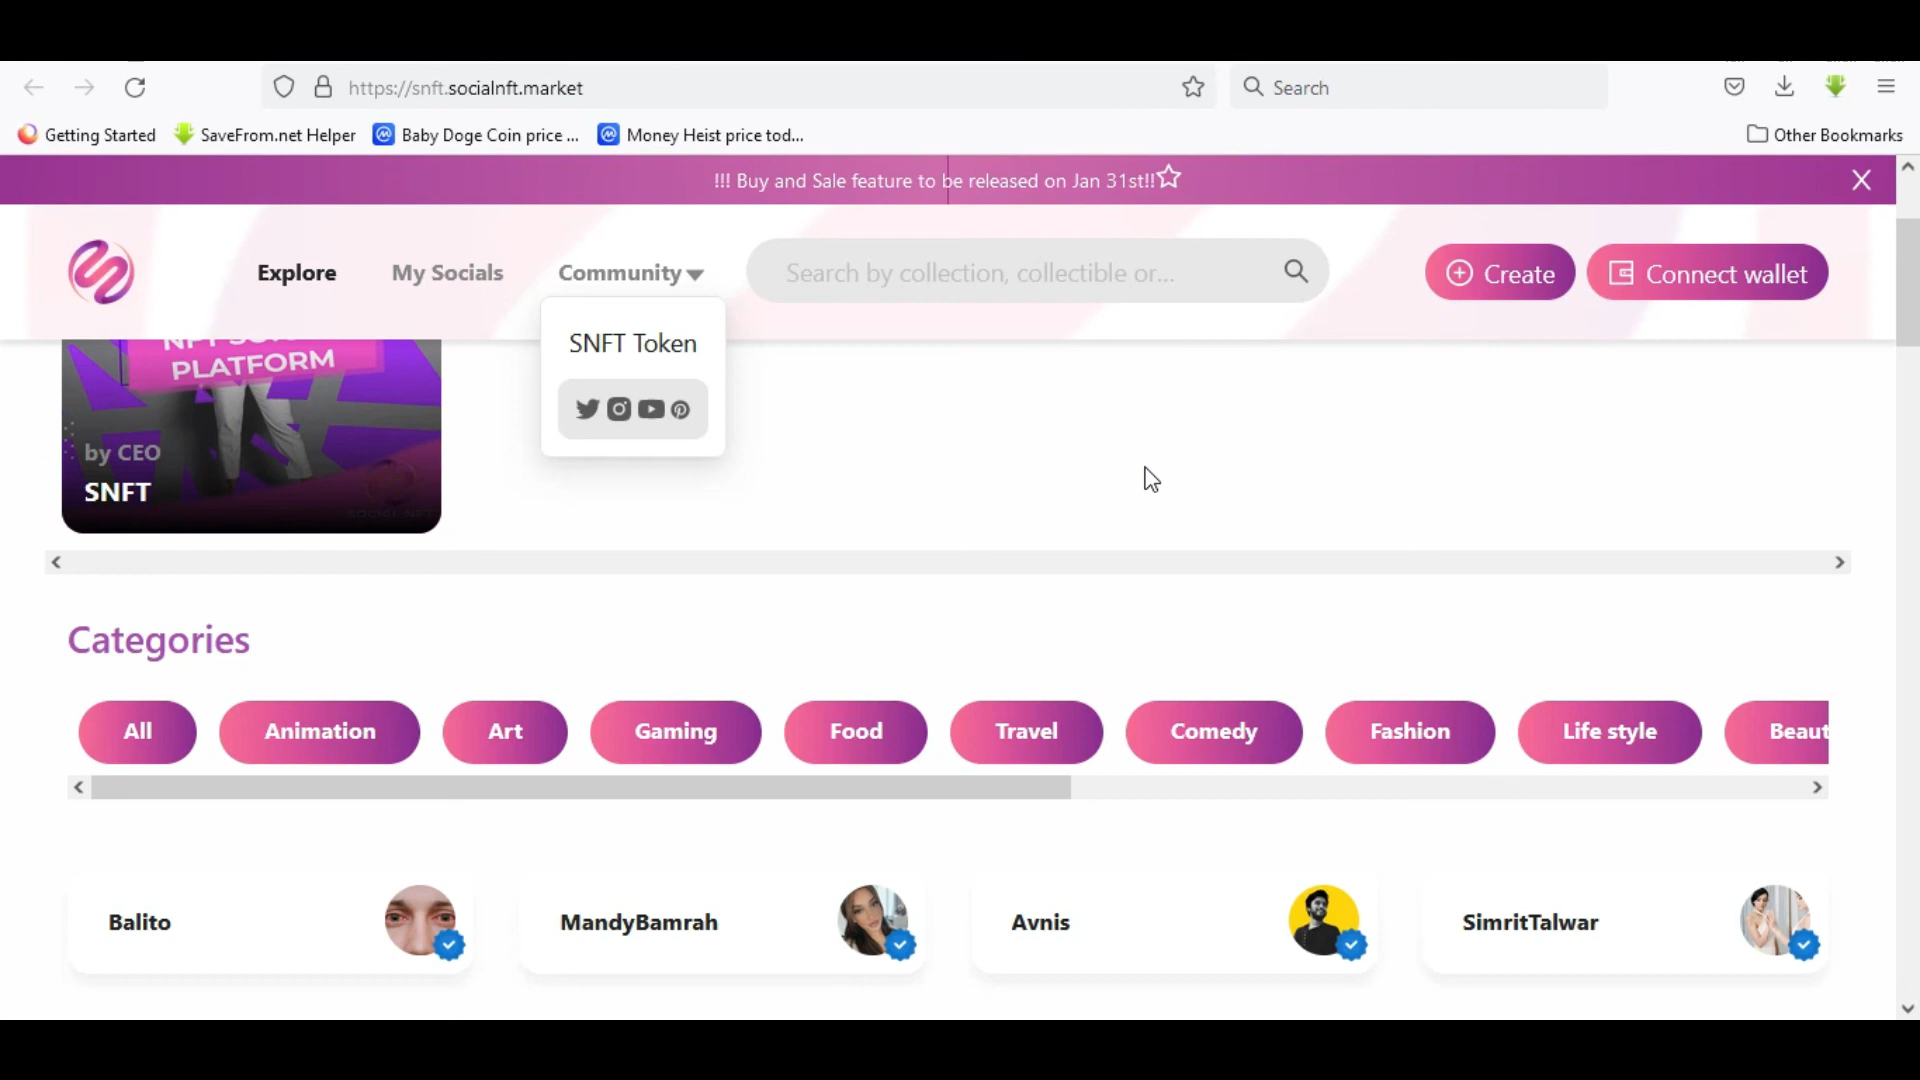 https://snft.socialnft.market
Search
Getting Started
SaveFrom.net Helper
Baby Doge Coin price ...
Money Heist price tod...
Other Bookmarks
!!! Buy and Sale feature to be released on Jan 31st!!
Explore
My Socials
Community
Search by collection, collectible or...
Create
Connect wallet
SNFT Token
PLATFORM
by CEO
SNFT
Categories
All
Animation
Art
Gaming
Food
Travel
Comedy
Fashion
Life style
Beaut
Balito
MandyBamrah
Avnis
SimritTalwar